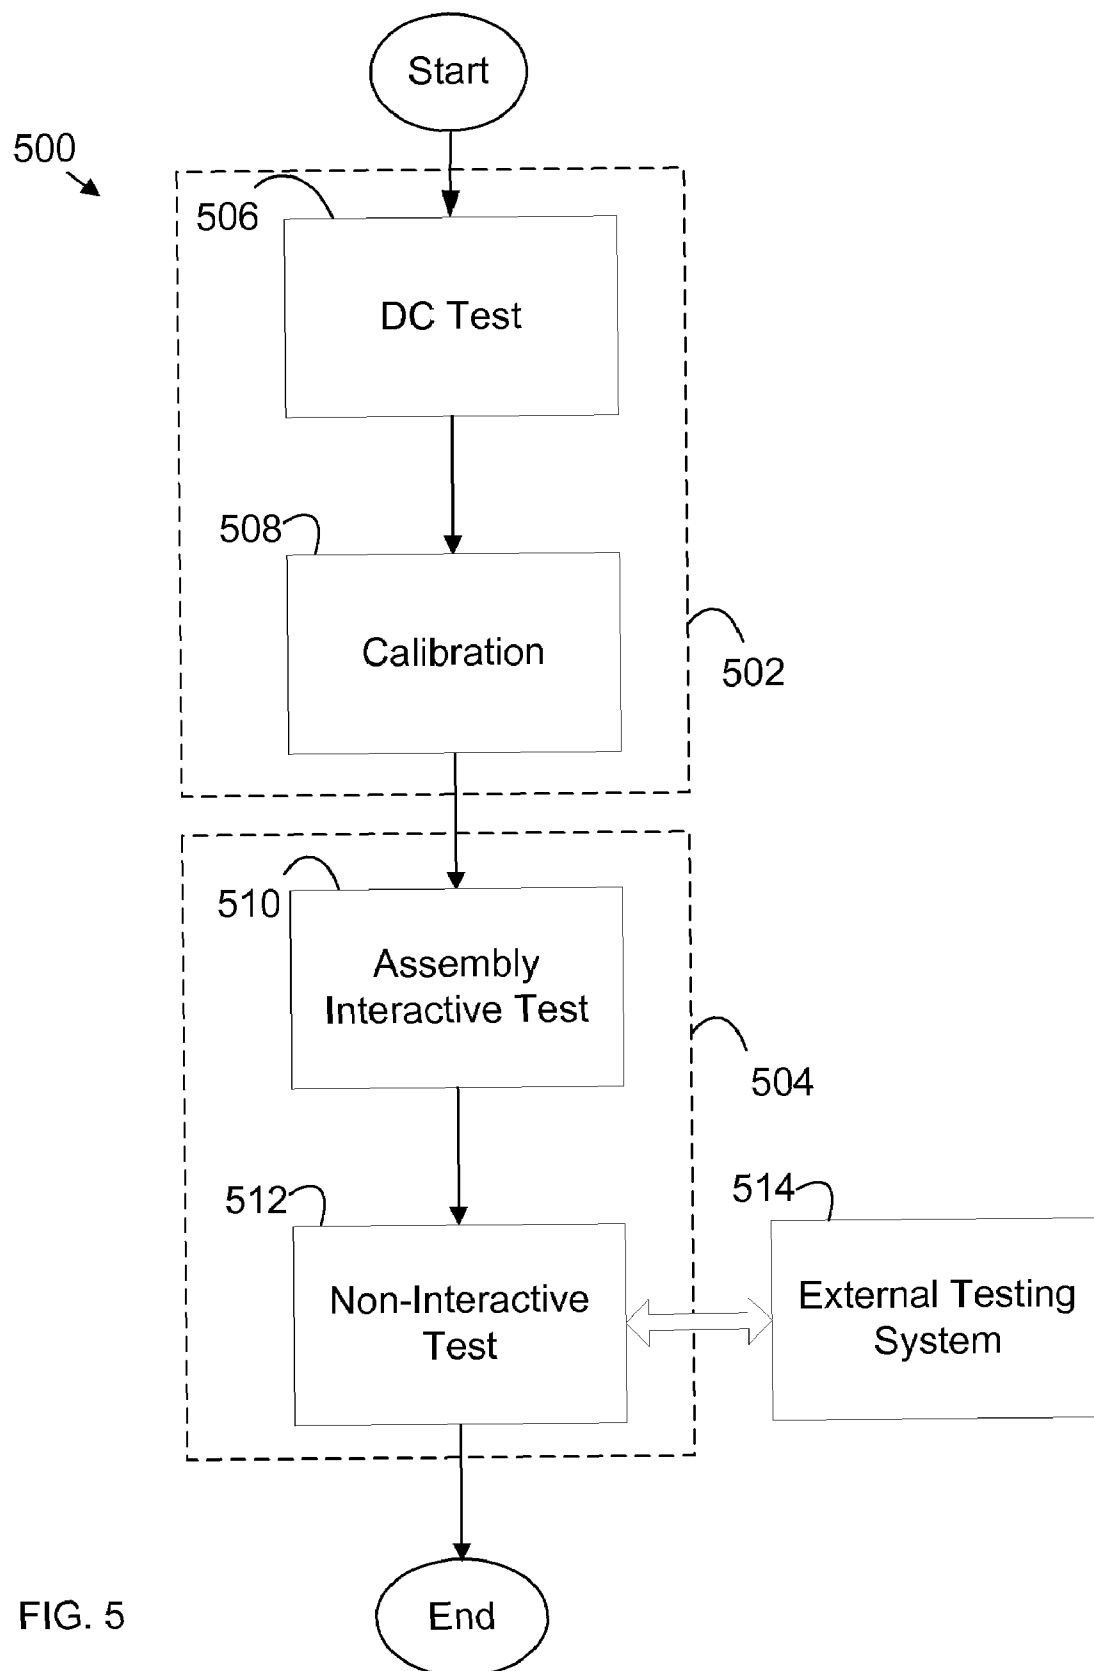 Start
500
506
DC Test
508
Calibration
502
510
Assembly
Interactive Test
504
512
514
Non-Interactive
Test
External Testing
System
FIG. 5
End